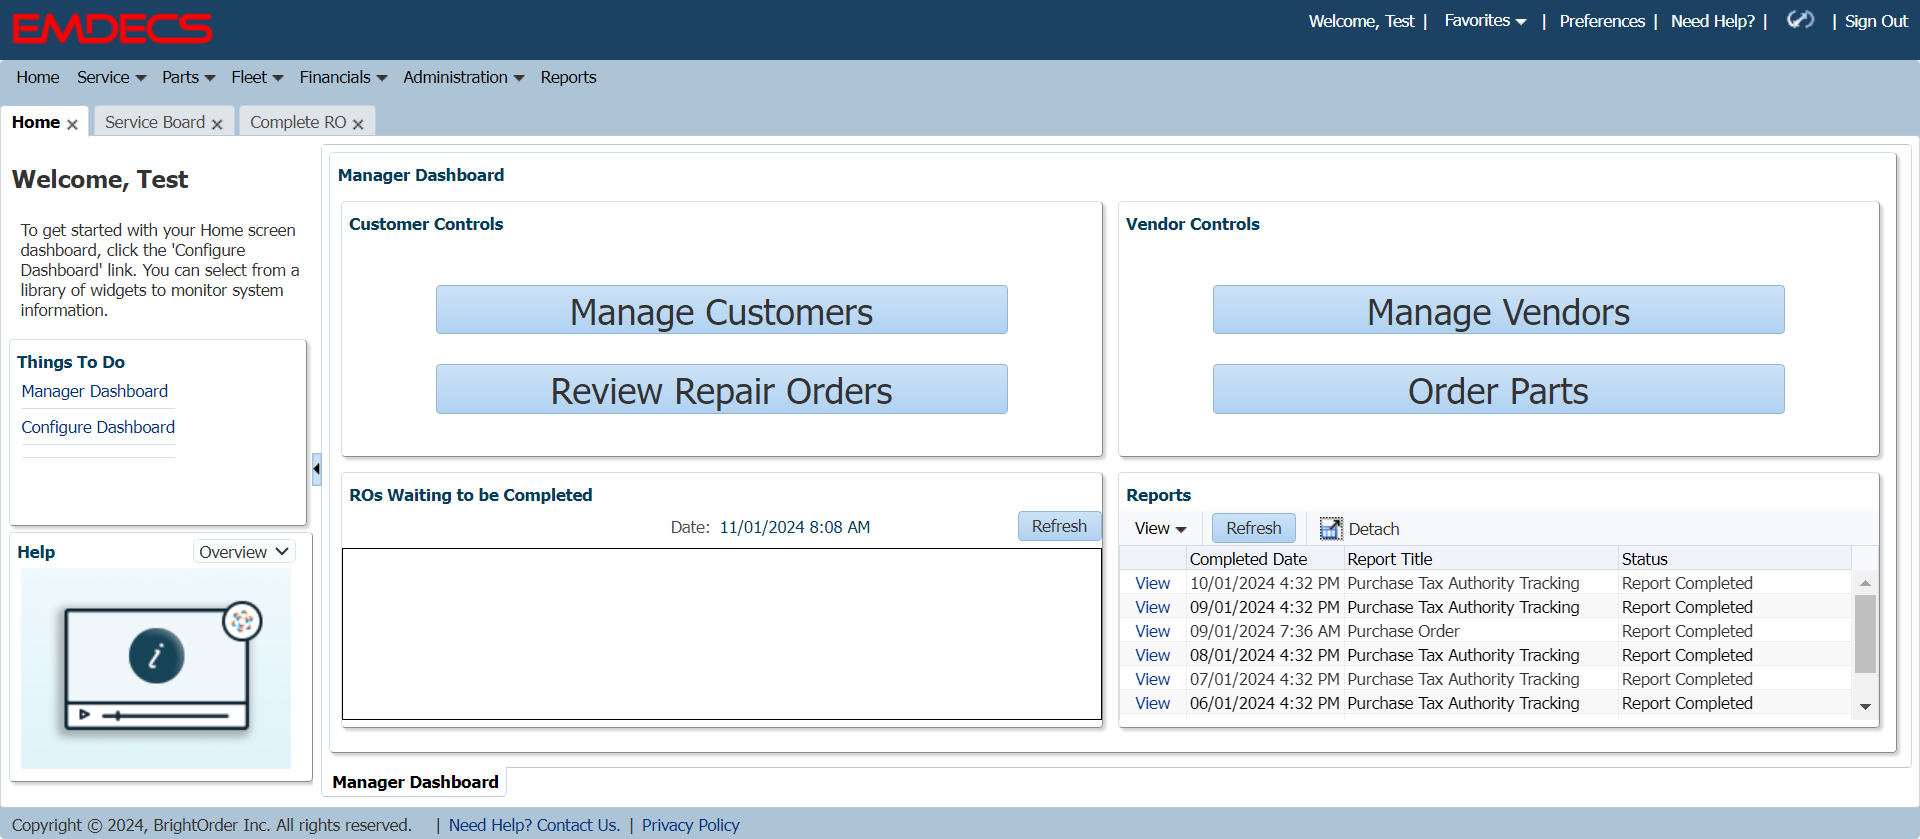 EMDECS
Welcome, Test | Favorites | Preferences | Need Help? | | Sign Out
Home Service Parts Fleet Financials Administration Reports
Home Service Board Complete RO
Welcome, Test
To get started with your Home screen
dashboard, click the 'Configure
Dashboard' link. You can select from a
library of widgets to monitor system
information.
Things To Do
Manager Dashboard
Configure Dashboard
Help Overview
i
Manager Dashboard
Customer Controls
Manage Customers
Review Repair Orders
Vendor Controls
Manage Vendors
Order Parts
ROs Waiting to be Completed
Date: 11/01/2024 8:08 AM Refresh
Reports
View Refresh Detach
Completed Date Report Title Status
View 10/01/2024 4:32 PM Purchase Tax Authority Tracking Report Completed
View 09/01/2024 4:32 PM Purchase Tax Authority Tracking Report Completed
View 09/01/2024 7:36 AM Purchase Order Report Completed
View 08/01/2024 4:32 PM Purchase Tax Authority Tracking Report Completed
View 07/01/2024 4:32 PM Purchase Tax Authority Tracking Report Completed
View 06/01/2024 4:32 PM Purchase Tax Authority Tracking Report Completed
Manager Dashboard
Copyright © 2024, BrightOrder Inc. All rights reserved. | Need Help? Contact Us. | Privacy Policy